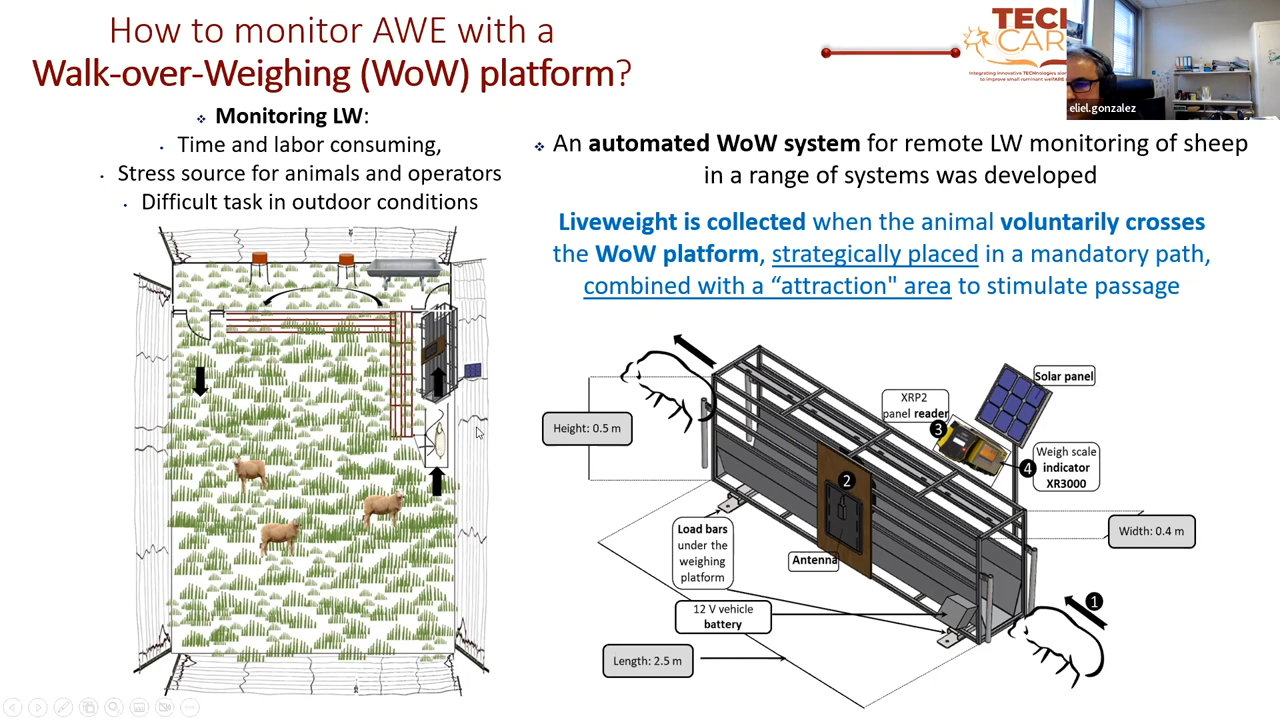 How to monitor AWE with a
Walk-over-Weighing (WoW) platform?
TECH
CAR
Integrating innovative TECHnologies
to improve small ruminant welfARE
eliel.gonzalez
❖ Monitoring LW:
• Time and labor consuming,
• Stress source for animals and operators
• Difficult task in outdoor conditions
❖ An automated WoW system for remote LW monitoring of sheep
in a range of systems was developed
Liveweight is collected when the animal voluntarily crosses
the WoW platform, strategically placed in a mandatory path,
combined with a “attraction" area to stimulate passage
Solar panel
XRP2
panel reader
3
Height: 0.5 m
4
Weigh scale
indicator
XR3000
2
Load bars
under the
weighing
platform
Antenna
Width: 0.4 m
12 V vehicle
battery
1
Length: 2.5 m